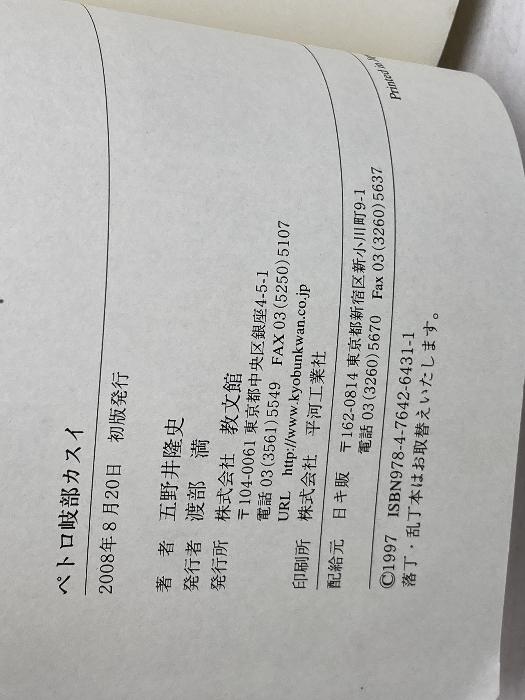 ペトロ岐部カスイ
2008年8月20日 初版発行
著 者 五野井隆史
発行者 渡部 満
発行所 株式会社 教文館
〒104-0061 東京都中央区銀座4-5-1
電話 03(3561)5549 FAX 03(5250)5107
URL http://www.kyobunkwan.co.jp
印刷所 株式会社 平河工業社
配給元 日キ販 〒162-0814 東京都新宿区新小川町9-1
電話 03(3260)5670 Fax 03(3260)5637
©1997 ISBN978-4-7642-6431-1 Printed in
落丁・乱丁本はお取替えいたします。